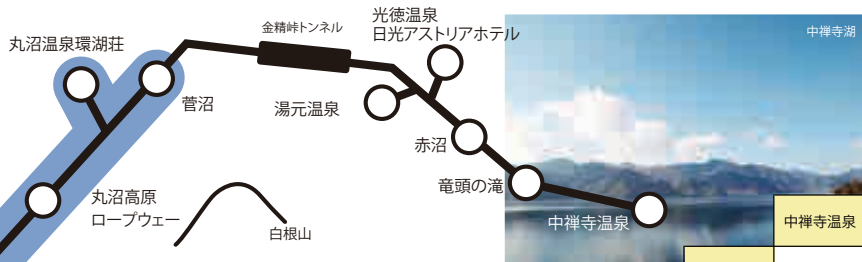 丸沼温泉環湖荘
菅沼
金精峠トンネル
光徳温泉
日光アストリアホテル
湯元温泉
赤沼
竜頭の滝
中禅寺温泉
中禅寺湖
丸沼高原
ロープウェー
白根山
中禅寺温泉